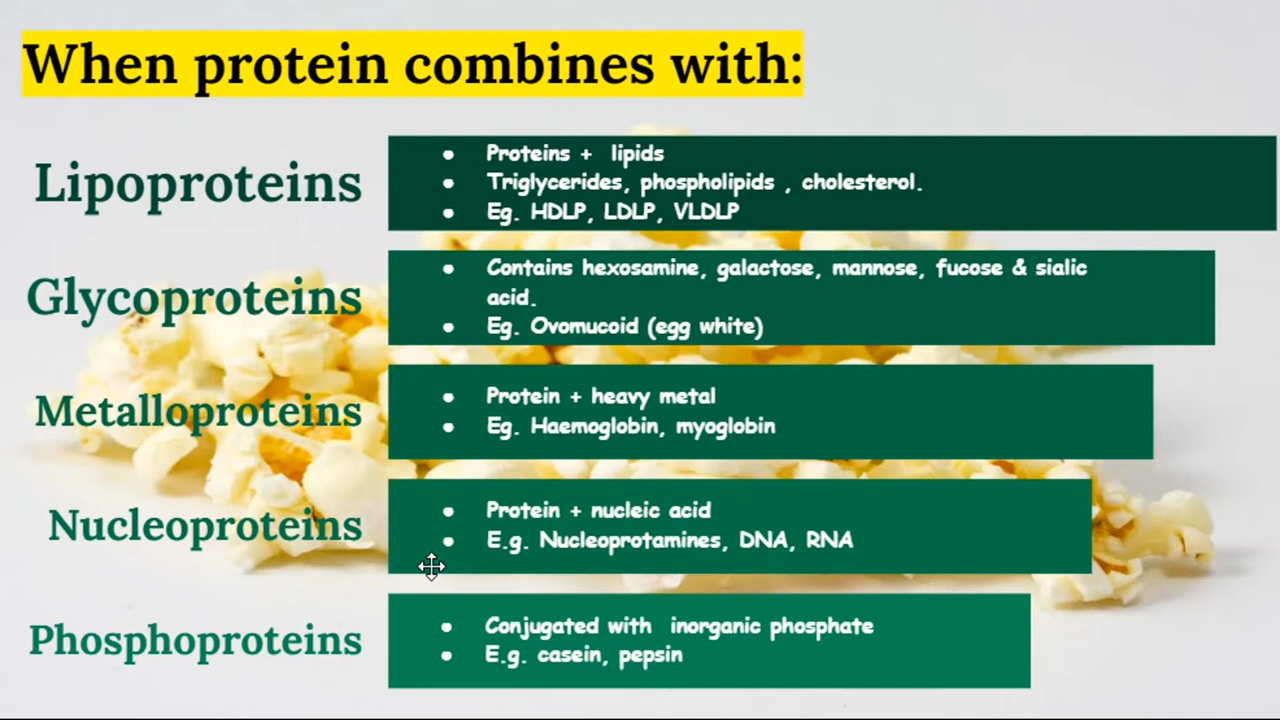 When protein combines with:
Lipoproteins
● Proteins + lipids
● Triglycerides, phospholipids , cholesterol.
● Eg. HDLP, LDLP, VLDLP
Glycoproteins
● Contains hexosamine, galactose, mannose, fucose & sialic
acid.
● Eg. Ovomucoid (egg white)
Metalloproteins
● Protein + heavy metal
● Eg. Haemoglobin, myoglobin
Nucleoproteins
● Protein + nucleic acid
● E.g. Nucleoprotamines, DNA, RNA
Phosphoproteins
● Conjugated with inorganic phosphate
● E.g. casein, pepsin